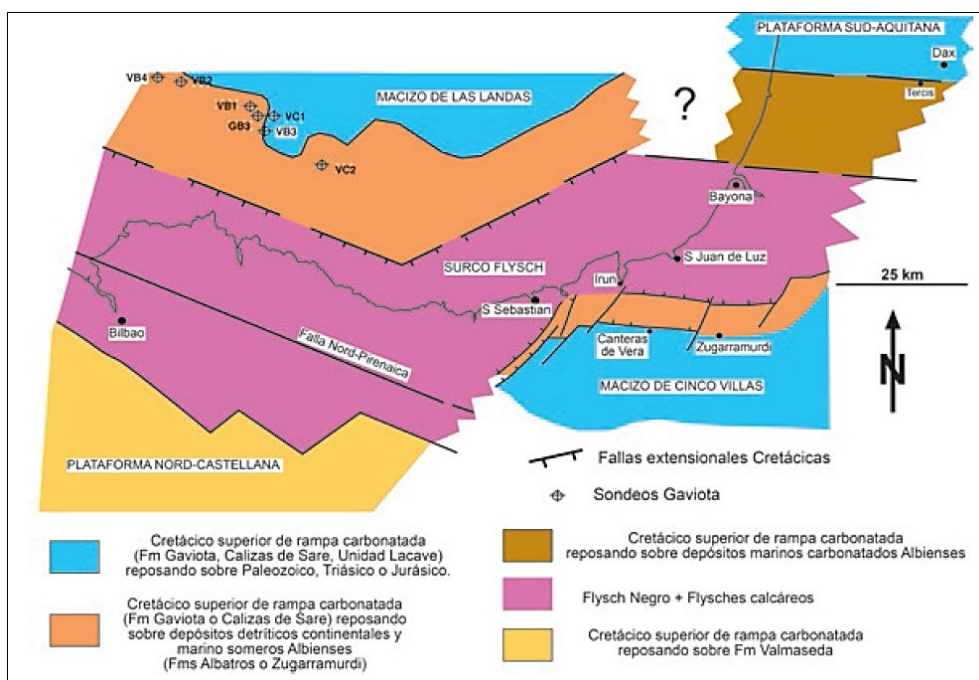 PLATAFORMA SUD-AQUITANA
Dax
Tercis
VB4
VB2
MACIZO DE LAS LANDAS
VB1
VC1
GB3
VB3
VC2
?
Bayona
S Juan de Luz
SURCO FLYSCH
Irun
25 km
S Sebastian
Bilbao
Falla Nord-Pirenaica
Canteras
de Vera
Zugarramurdi
N
MACIZO DE CINCO VILLAS
PLATAFORMA NORD-CASTELLANA
Fallas extensionales Cretácicas
Sondeos Gaviota
Cretácico superior de rampa carbonatada
(Fm Gaviota, Calizas de Sare, Unidad Lacave)
reposando sobre Paleozoico, Triásico o Jurásico.
Cretácico superior de rampa carbonatada
(Fm Gaviota o Calizas de Sare) reposando
sobre depósitos detríticos continentales y
marino someros Albienses
(Fms Albatros o Zugarramurdi)
Cretácico superior de rampa carbonatada
reposando sobre depósitos marinos carbonatados Albienses
Flysch Negro + Flysches calcáreos
Cretácico superior de rampa carbonatada
reposando sobre Fm Valmaseda